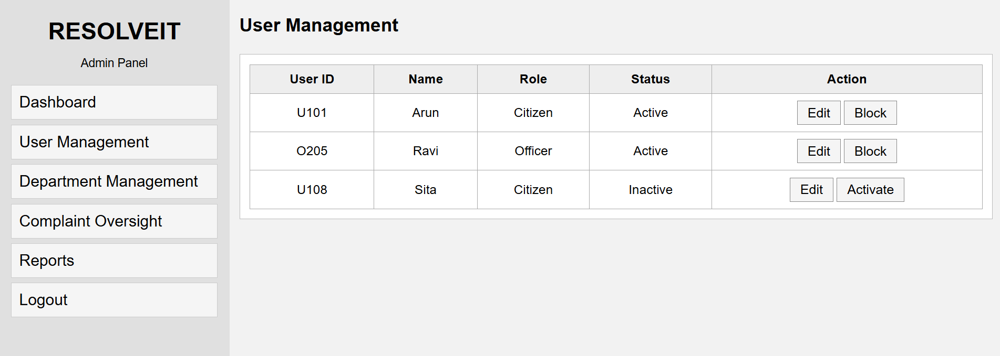 RESOLVEIT
Admin Panel
Dashboard
User Management
Department Management
Complaint Oversight
Reports
Logout
User Management
User ID Name Role Status Action
U101 Arun Citizen Active Edit Block
O205 Ravi Officer Active Edit Block
U108 Sita Citizen Inactive Edit Activate